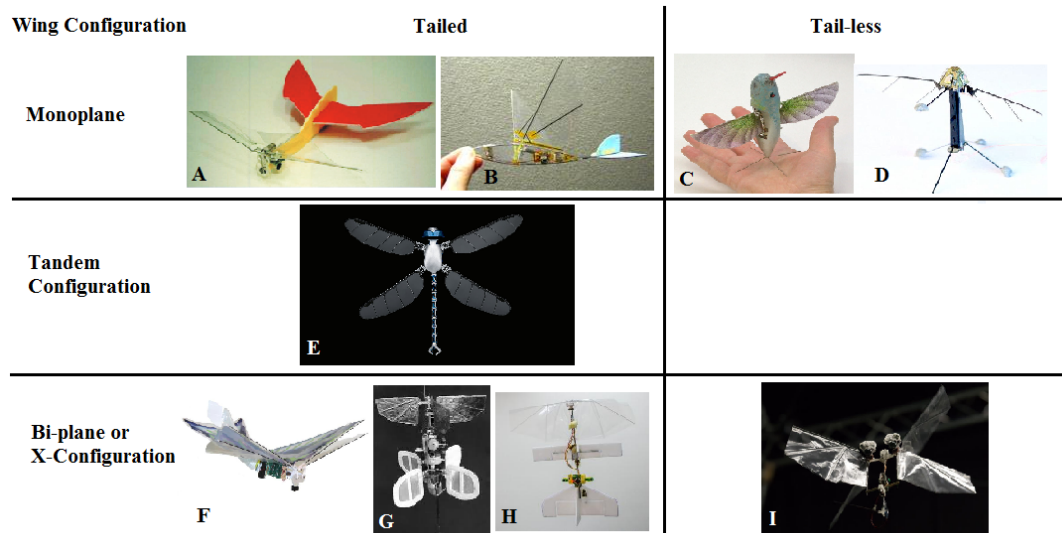 Wing Configuration
Tailed
Tail-less
Monoplane
A
B
C
D
Tandem
Configuration
E
Bi-plane or
X-Configuration
F
G
H
I